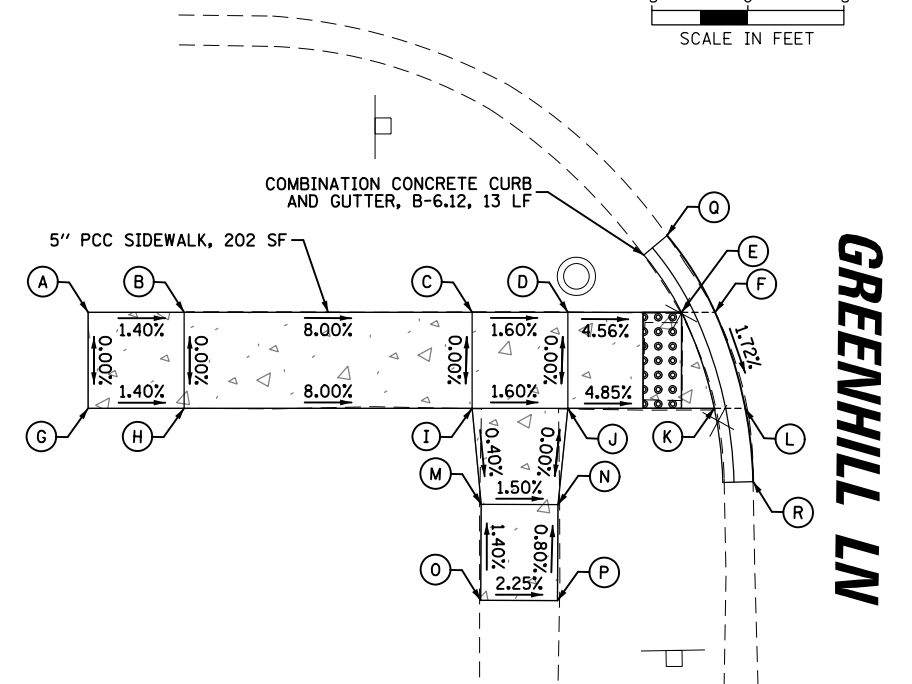 SCALE IN FEET
COMBINATION CONCRETE CURB
AND GUTTER, B-6.12, 13 LF
Q
5" PCC SIDEWALK, 202 SF
E
A
B
C
D
F
1.40%
8.00%
1.60%
4.56%
1.72%
0.00%
0.00%
0.00%
0.00%
1.40%
8.00%
1.60%
4.85%
G
H
I
J
K
L
0.40%
0.00%
M
1.50%
N
R
1.40%
0.80%
O
2.25%
P
GREENHILL LN